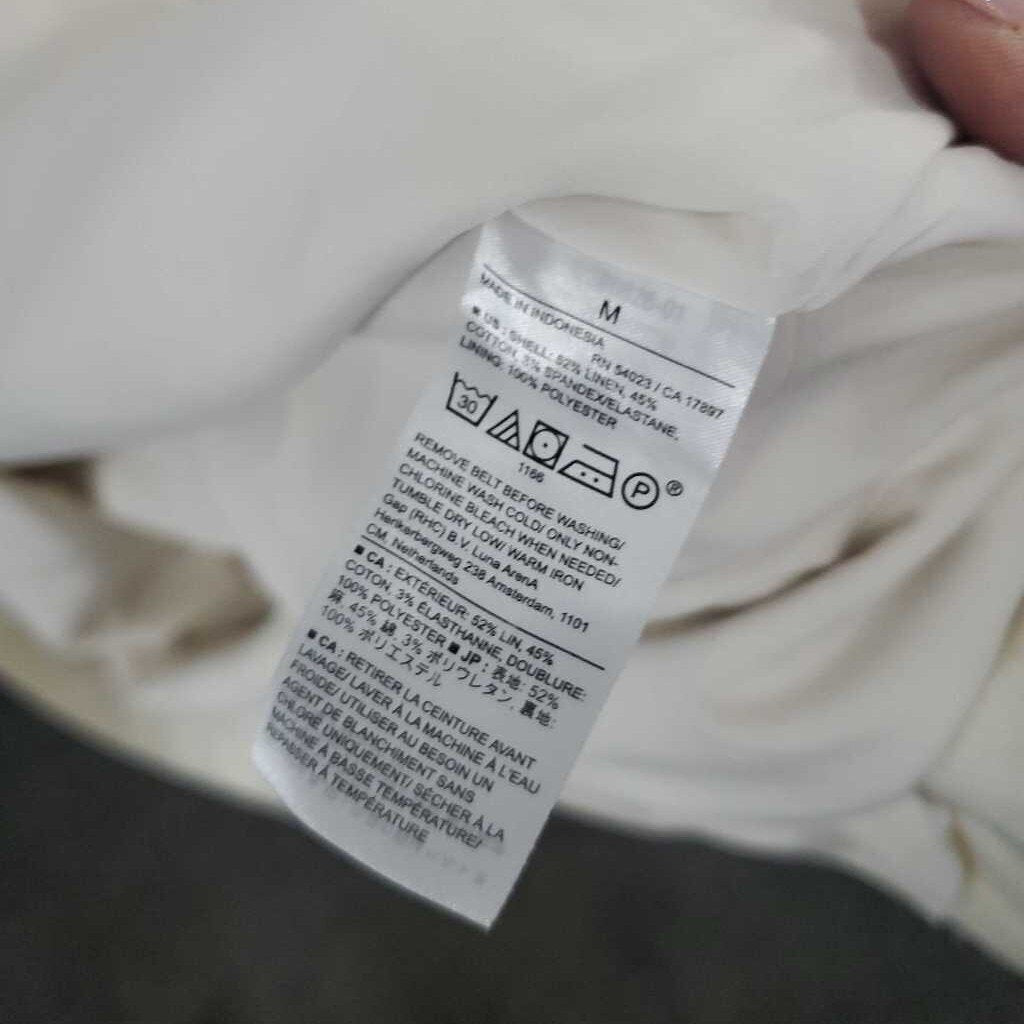 M
MADE IN INDONESIA
RN 54023 / CA 17897
■ US : SHELL: 52% LINEN, 45%
COTTON, 3% SPANDEX/ELASTANE,
LINING: 100% POLYESTER
30
P
®
1166
REMOVE BELT BEFORE WASHING/
MACHINE WASH COLD/ ONLY NON-
CHLORINE BLEACH WHEN NEEDED/
TUMBLE DRY LOW/ WARM IRON
Gap (RHC) B.V. Luna ArenA
Herikerbergweg 238 Amsterdam, 1101
CM, Netherlands
■ CA : EXTÉRIEUR: 52% LIN, 45%
COTON, 3% ÉLASTHANNE, DOUBLURE:
100% POLYESTER ■ JP : 表地: 52%
麻, 45% 綿, 3% ポリウレタン, 裏地:
100% ポリエステル
■ CA : RETIRER LA CEINTURE AVANT
LAVAGE/ LAVER À LA MACHINE À L'EAU
FROIDE/ UTILISER AU BESOIN UN
AGENT DE BLANCHIMENT SANS
CHLORE UNIQUEMENT/ SÉCHER À LA
MACHINE À BASSE TEMPÉRATURE/
REPASSER À TEMPÉRATURE